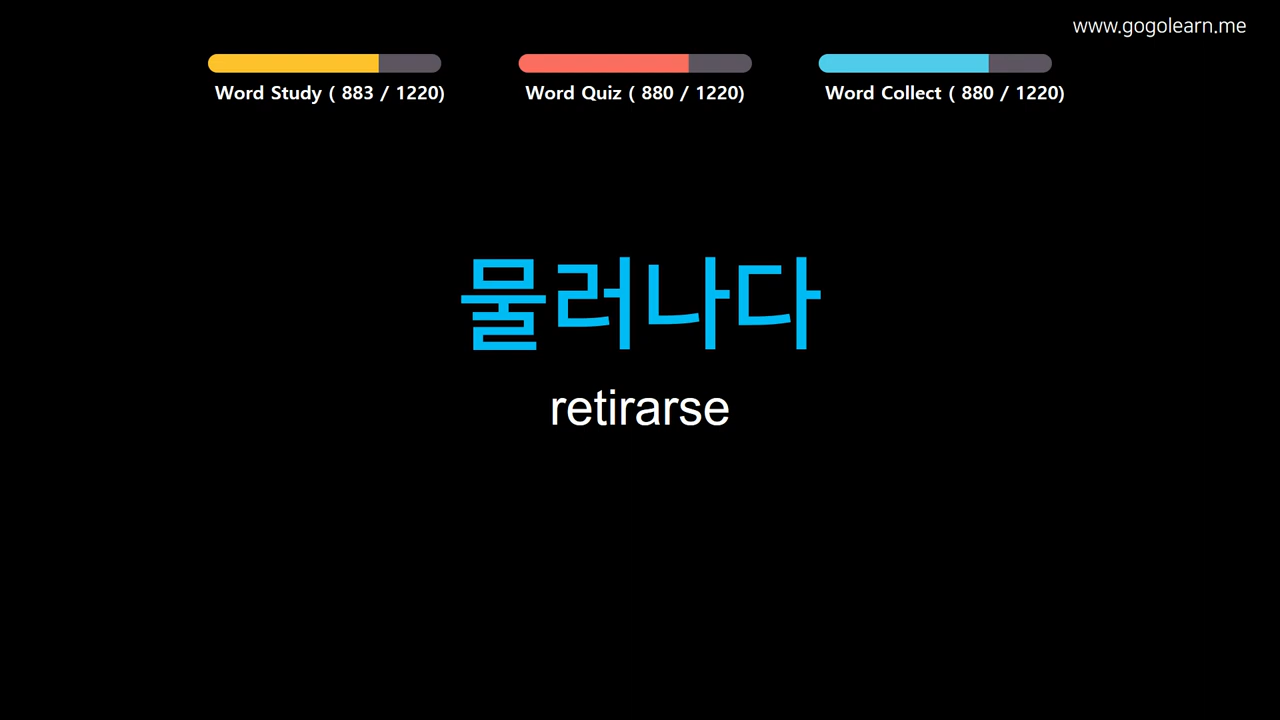 www.gogolearn.me
Word Study ( 883 / 1220)
Word Quiz ( 880 / 1220)
Word Collect ( 880 / 1220)
물러나다
retirarse